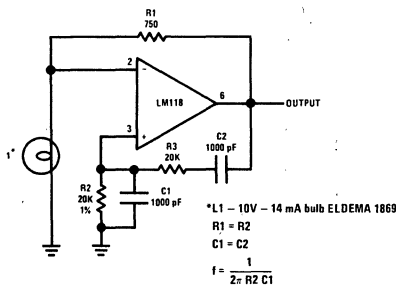 R1
750
2
−
LM118
6
OUTPUT
3
+
1*
R3
20K
C2
1000 pF
R2
20K
1%
C1
1000 pF
*L1 – 10V – 14 mA bulb ELDEMA 1869
R1 = R2
C1 = C2
f = 1
2π R2 C1